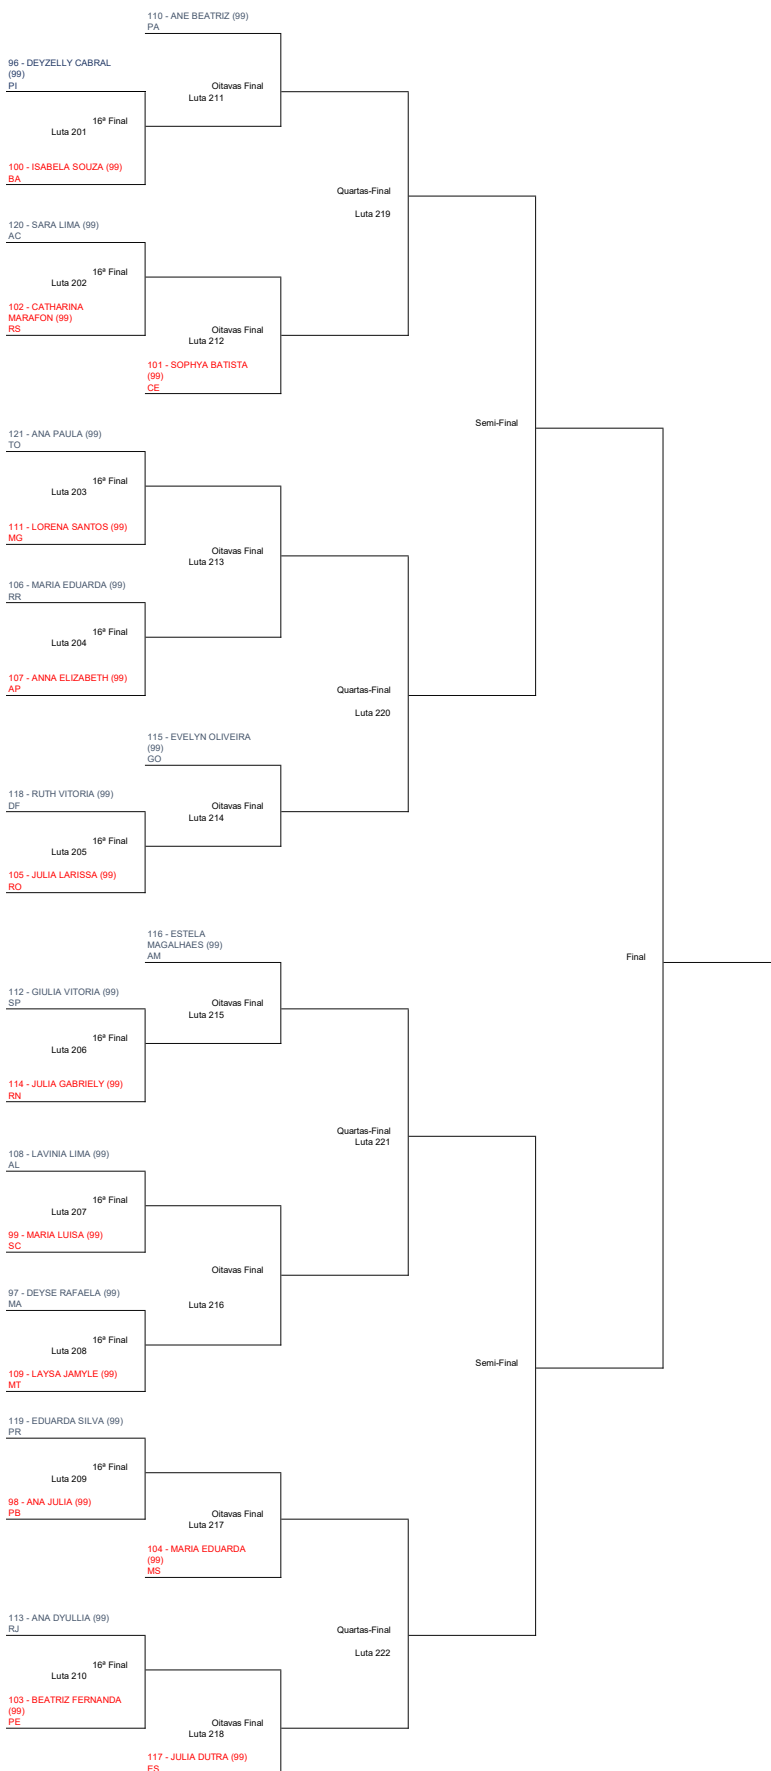 110 - ANE BEATRIZ (99)
PA
96 - DEYZELLY CABRAL
(99)
PI
Oitavas Final
Luta 211
16ª Final
Luta 201
100 - ISABELA SOUZA (99)
BA
Quartas-Final
Luta 219
120 - SARA LIMA (99)
AC
16ª Final
Luta 202
102 - CATHARINA
MARAFON (99)
RS
Oitavas Final
Luta 212
101 - SOPHYA BATISTA
(99)
CE
Semi-Final
121 - ANA PAULA (99)
TO
16ª Final
Luta 203
111 - LORENA SANTOS (99)
MG
Oitavas Final
Luta 213
106 - MARIA EDUARDA (99)
RR
16ª Final
Luta 204
107 - ANNA ELIZABETH (99)
AP
Quartas-Final
Luta 220
115 - EVELYN OLIVEIRA
(99)
GO
118 - RUTH VITORIA (99)
DF
Oitavas Final
Luta 214
16ª Final
Luta 205
105 - JULIA LARISSA (99)
RO
116 - ESTELA
MAGALHAES (99)
AM
Final
112 - GIULIA VITORIA (99)
SP
Oitavas Final
Luta 215
16ª Final
Luta 206
114 - JULIA GABRIELY (99)
RN
Quartas-Final
Luta 221
108 - LAVINIA LIMA (99)
AL
16ª Final
Luta 207
99 - MARIA LUISA (99)
SC
Oitavas Final
Luta 216
97 - DEYSE RAFAELA (99)
MA
16ª Final
Luta 208
109 - LAYSA JAMYLE (99)
MT
Semi-Final
119 - EDUARDA SILVA (99)
PR
16ª Final
Luta 209
98 - ANA JULIA (99)
PB
Oitavas Final
Luta 217
104 - MARIA EDUARDA
(99)
MS
113 - ANA DYULLIA (99)
RJ
Quartas-Final
Luta 222
16ª Final
Luta 210
103 - BEATRIZ FERNANDA
(99)
PE
Oitavas Final
Luta 218
117 - JULIA DUTRA (99)
ES